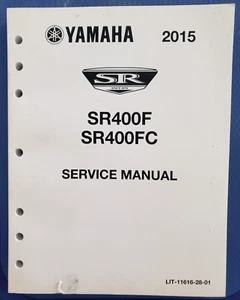 YAMAHA 2015
SR
SR400F
SR400FC
SERVICE MANUAL
LIT-11616-28-01